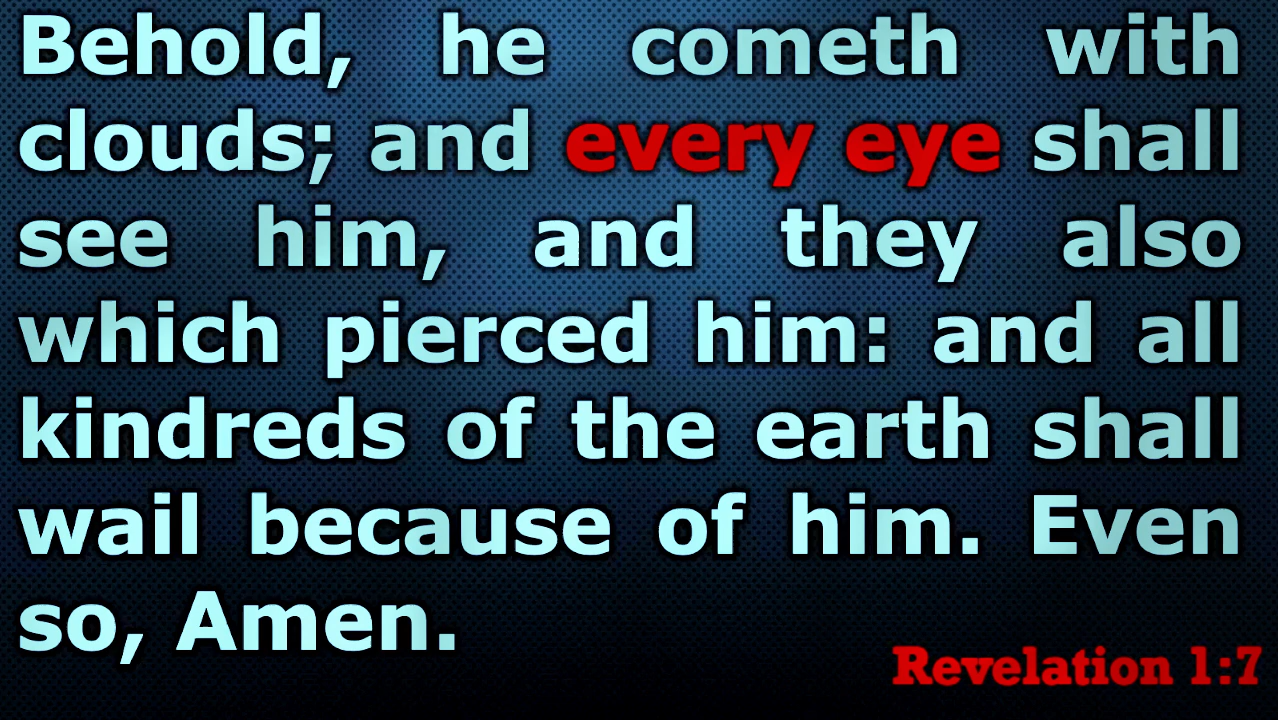 Behold, he cometh with
clouds; and every eye shall
see him, and they also
which pierced him: and all
kindreds of the earth shall
wail because of him. Even
so, Amen.
Revelation 1:7